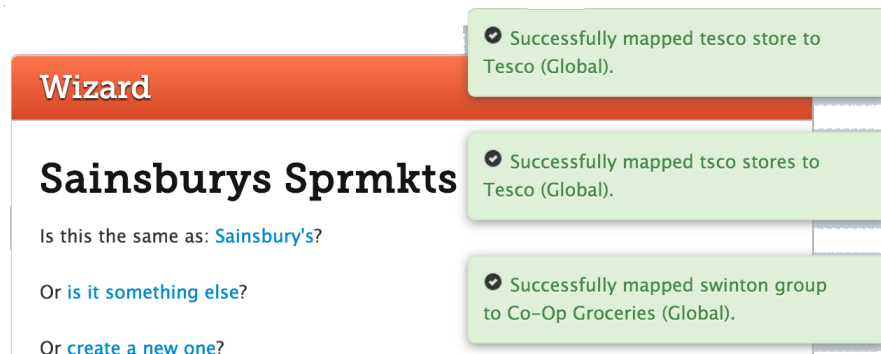 Wizard
Sainsburys Sprmkts
Is this the same as: Sainsbury's?
Or is it something else?
Or create a new one?
Successfully mapped tesco store to
Tesco (Global).
Successfully mapped tsco stores to
Tesco (Global).
Successfully mapped swinton group
to Co-Op Groceries (Global).